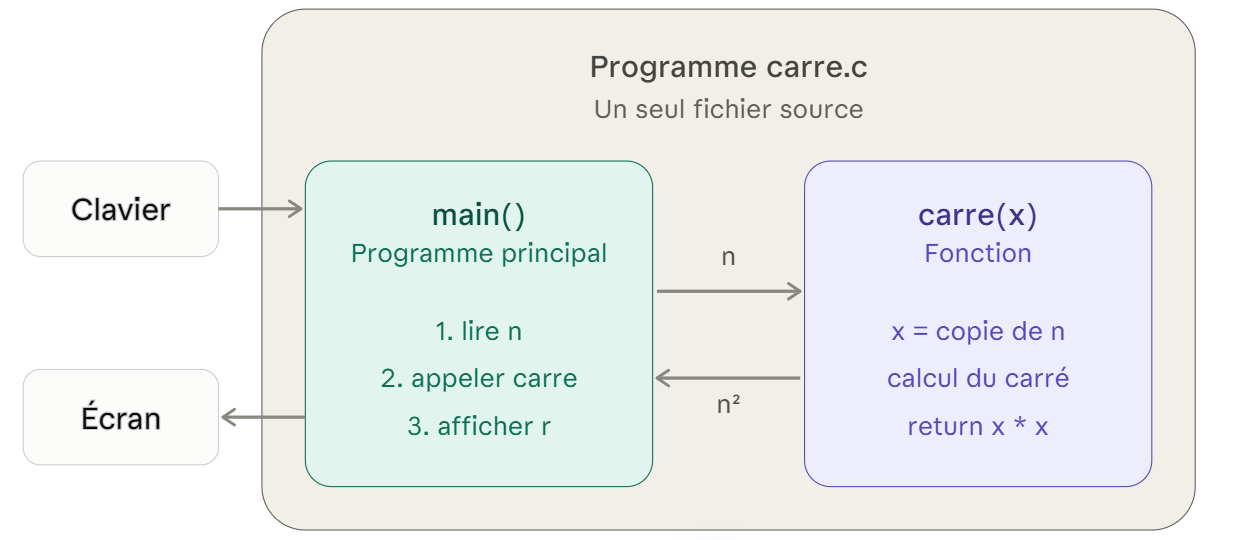 Programme carre.c
Un seul fichier source
Clavier
Écran
main()
Programme principal
1. lire n
2. appeler carre
3. afficher r
n
n²
carre(x)
Fonction
x = copie de n
calcul du carré
return x * x